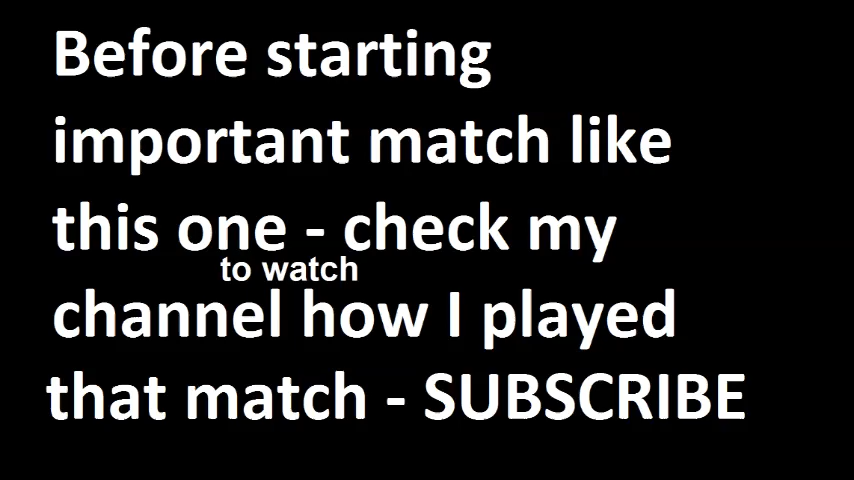 Before starting
important match like
this one - check my
to watch
channel how I played
that match - SUBSCRIBE